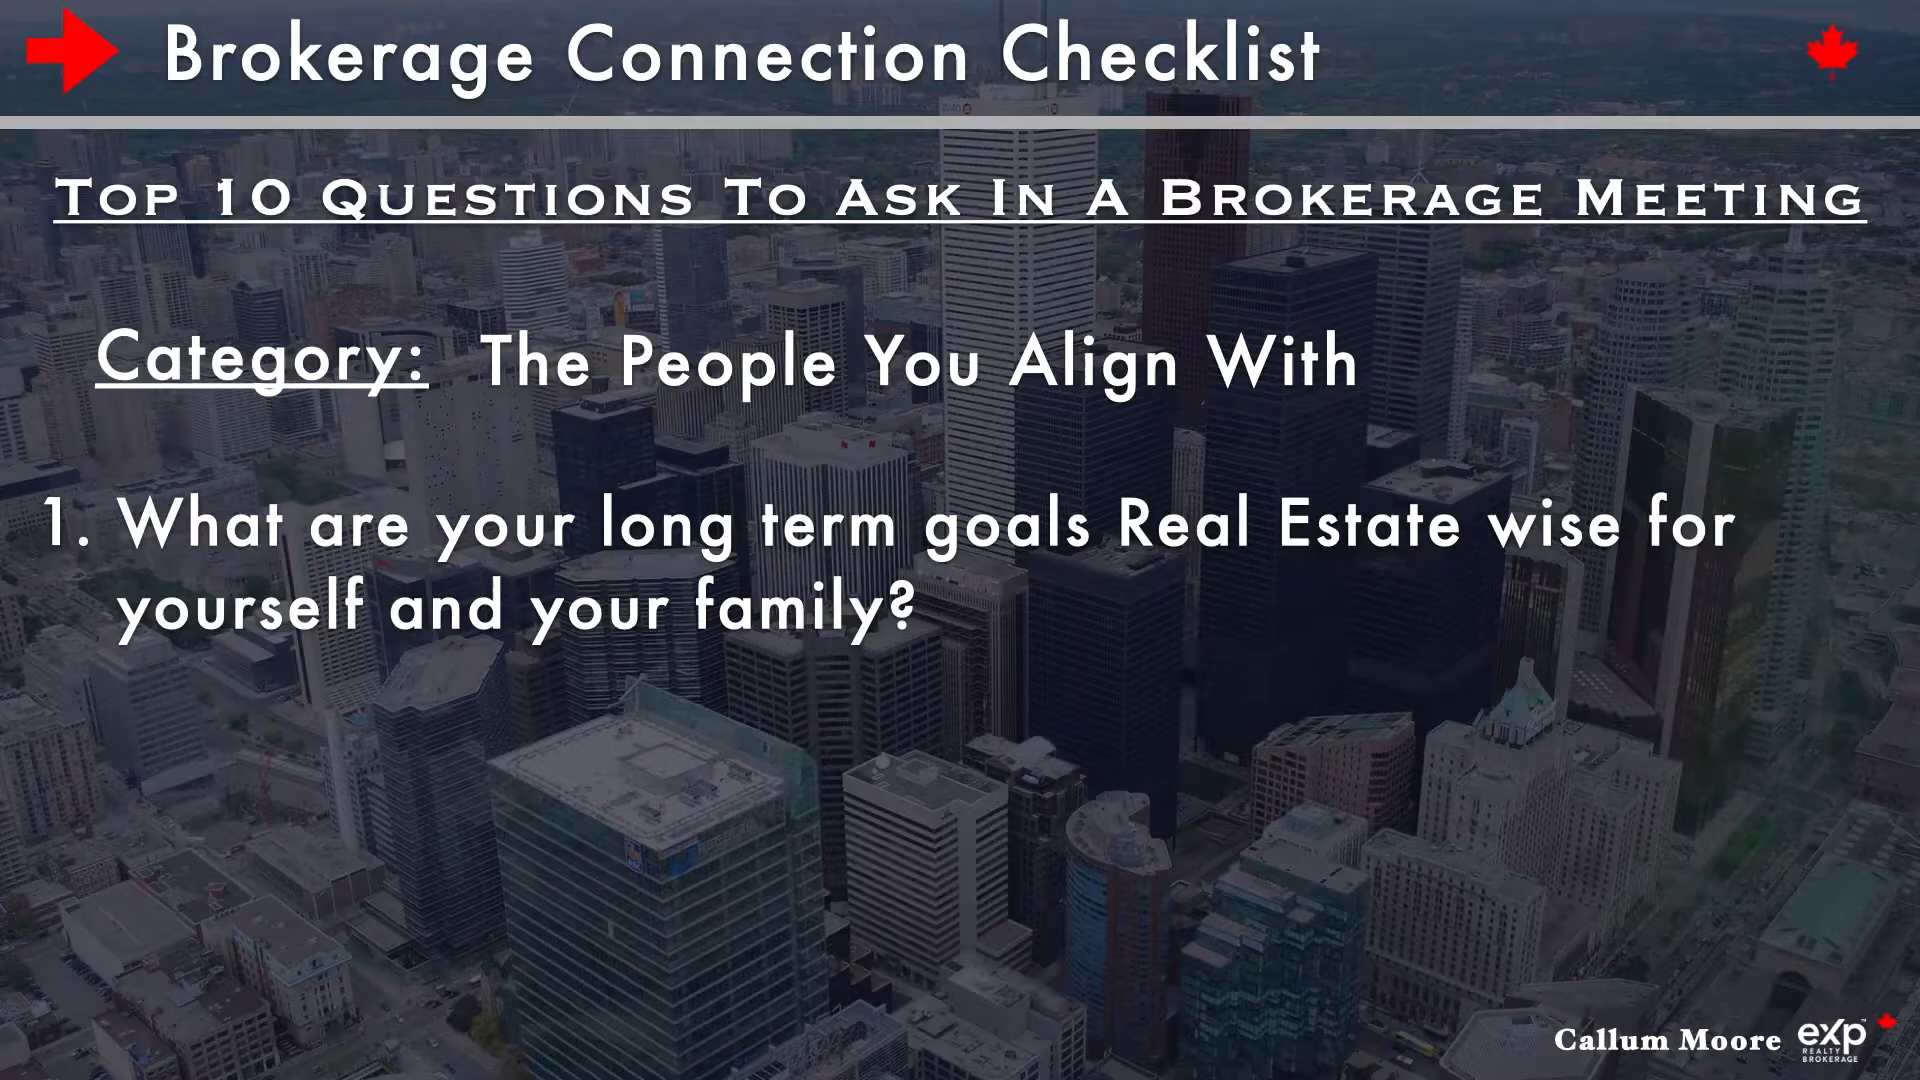 Brokerage Connection Checklist
Top 10 Questions To Ask In A Brokerage Meeting
Category: The People You Align With
1. What are your long term goals Real Estate wise for
yourself and your family?
Callum Moore eXp
REALTY
BROKERAGE